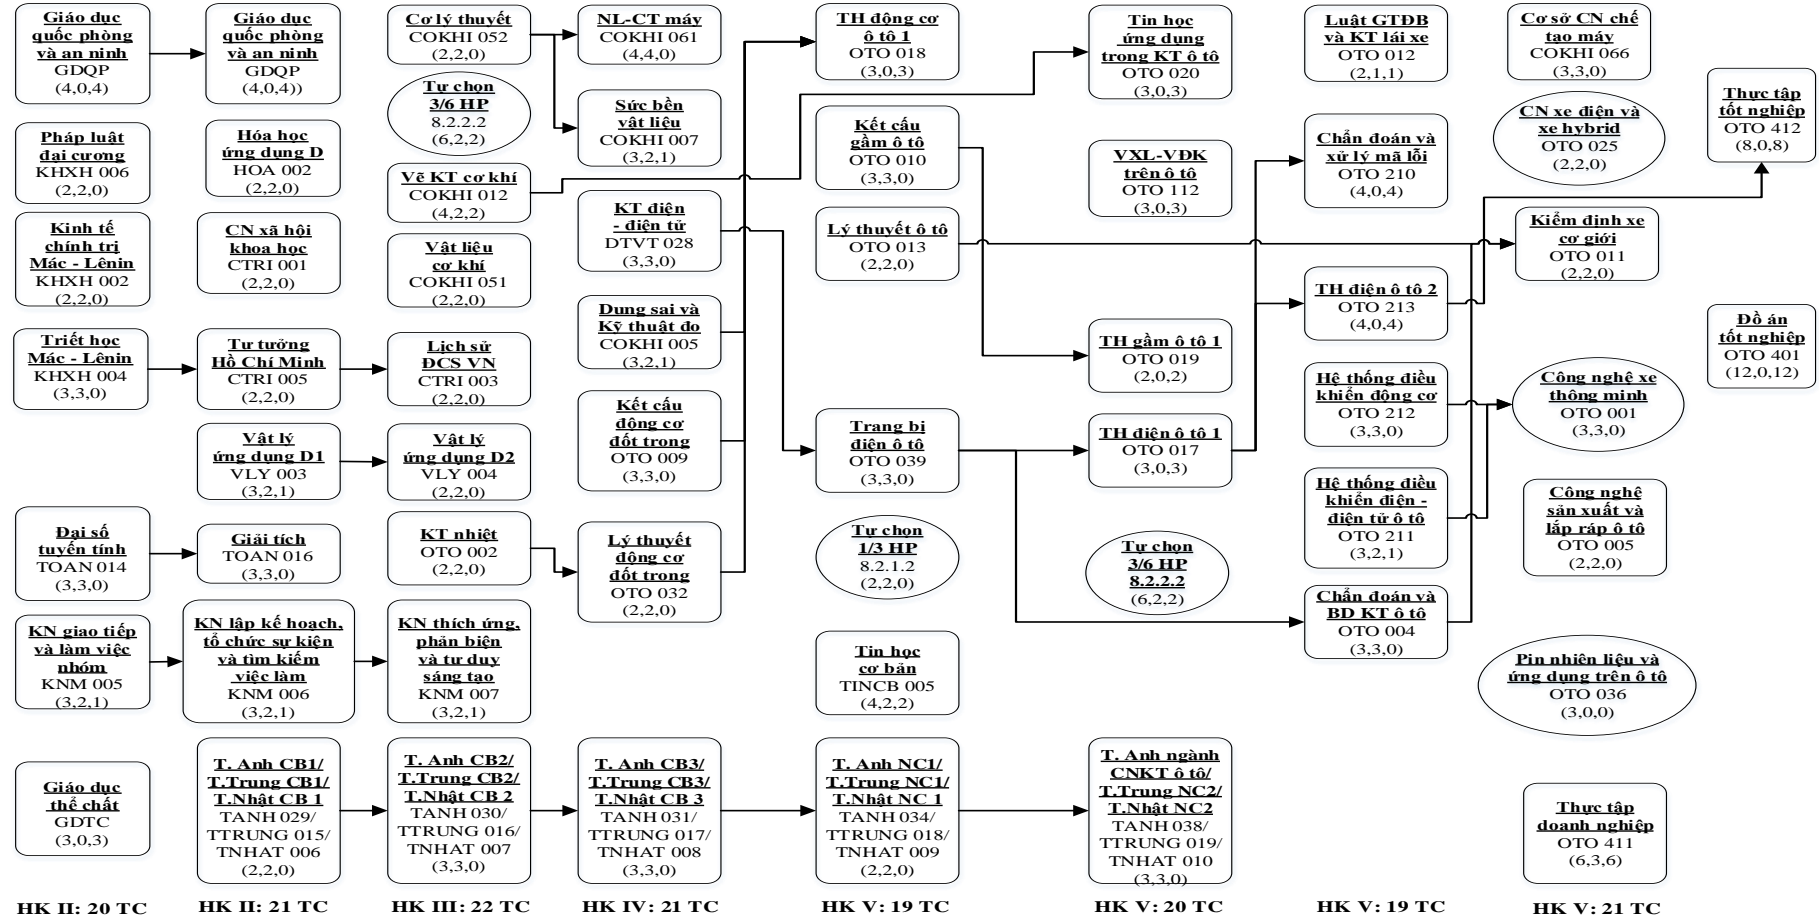 Giáo dục
quốc phòng
và an ninh
GDQP
(4,0,4)
Pháp luật
đại cương
KHXH 006
(2,2,0)
Kinh tế
chính trị
Mác - Lênin
KHXH 002
(2,2,0)
Triết học
Mác - Lênin
KHXH 004
(3,3,0)
Đại số
tuyến tính
TOAN 014
(3,3,0)
KN giao tiếp
và làm việc
nhóm
KNM 005
(3,2,1)
Giáo dục
thể chất
GDTC
(3,0,3)
HK II: 20 TC
Giáo dục
quốc phòng
và an ninh
GDQP
(4,0,4))
Hóa học
ứng dụng D
HOA 002
(2,2,0)
CN xã hội
khoa học
CTRI 001
(2,2,0)
Tư tưởng
Hồ Chí Minh
CTRI 005
(2,2,0)
Vật lý
ứng dụng D1
VLY 003
(3,2,1)
Giải tích
TOAN 016
(3,3,0)
KN lập kế hoạch,
tổ chức sự kiện
và tìm kiếm
việc làm
KNM 006
(3,2,1)
T. Anh CB1/
T.Trung CB1/
T.Nhật CB 1
TANH 029/
TTRUNG 015/
TNHAT 006
(2,2,0)
HK II: 21 TC
Cơ lý thuyết
COKHI 052
(2,2,0)
Tự chọn
3/6 HP
8.2.2.2
(6,2,2)
Vẽ KT cơ khí
COKHI 012
(4,2,2)
Vật liệu
cơ khí
COKHI 051
(2,2,0)
Lịch sử
ĐCS VN
CTRI 003
(2,2,0)
Vật lý
ứng dụng D2
VLY 004
(2,2,0)
KT nhiệt
OTO 002
(2,2,0)
KN thích ứng,
phản biện
và tư duy
sáng tạo
KNM 007
(3,2,1)
T. Anh CB2/
T.Trung CB2/
T.Nhật CB 2
TANH 030/
TTRUNG 016/
TNHAT 007
(3,3,0)
HK III: 22 TC
NL-CT máy
COKHI 061
(4,4,0)
Sức bền
vật liệu
COKHI 007
(3,2,1)
KT điện
- điện tử
DTVT 028
(3,3,0)
Dung sai và
Kỹ thuật đo
COKHI 005
(3,2,1)
Kết cấu
động cơ
đốt trong
OTO 009
(3,3,0)
Lý thuyết
động cơ
đốt trong
OTO 032
(2,2,0)
T. Anh CB3/
T.Trung CB3/
T.Nhật CB 3
TANH 031/
TTRUNG 017/
TNHAT 008
(3,3,0)
HK IV: 21 TC
TH động cơ
ô tô 1
OTO 018
(3,0,3)
Kết cấu
gầm ô tô
OTO 010
(3,3,0)
Lý thuyết ô tô
OTO 013
(2,2,0)
Trang bị
điện ô tô
OTO 039
(3,3,0)
Tự chọn
1/3 HP
8.2.1.2
(2,2,0)
Tin học
cơ bản
TINCB 005
(4,2,2)
T. Anh NC1/
T.Trung NC1/
T.Nhật NC 1
TANH 034/
TTRUNG 018/
TNHAT 009
(2,2,0)
HK V: 19 TC
Tin học
ứng dụng
trong KT ô tô
OTO 020
(3,0,3)
VXL-VĐK
trên ô tô
OTO 112
(3,0,3)
TH gầm ô tô 1
OTO 019
(2,0,2)
TH điện ô tô 1
OTO 017
(3,0,3)
Tự chọn
3/6 HP
8.2.2.2
(6,2,2)
T. Anh ngành
CNKT ô tô/
T.Trung NC2/
T.Nhật NC2
TANH 038/
TTRUNG 019/
TNHAT 010
(3,3,0)
HK V: 20 TC
Luật GTĐB
và KT lái xe
OTO 012
(2,1,1)
Chẩn đoán và
xử lý mã lỗi
OTO 210
(4,0,4)
TH điện ô tô 2
OTO 213
(4,0,4)
Hệ thống điều
khiển động cơ
OTO 212
(3,3,0)
Hệ thống điều
khiển điện -
điện tử ô tô
OTO 211
(3,2,1)
Chẩn đoán và
BD KT ô tô
OTO 004
(3,3,0)
HK V: 19 TC
Cơ sở CN chế
tạo máy
COKHI 066
(3,3,0)
CN xe điện và
xe hybrid
OTO 025
(2,2,0)
Kiểm định xe
cơ giới
OTO 011
(2,2,0)
Công nghệ xe
thông minh
OTO 001
(3,3,0)
Công nghệ
sản xuất và
lắp ráp ô tô
OTO 005
(2,2,0)
Pin nhiên liệu và
ứng dụng trên ô tô
OTO 036
(3,0,0)
Thực tập
doanh nghiệp
OTO 411
(6,3,6)
HK V: 21 TC
Thực tập
tốt nghiệp
OTO 412
(8,0,8)
Đồ án
tốt nghiệp
OTO 401
(12,0,12)